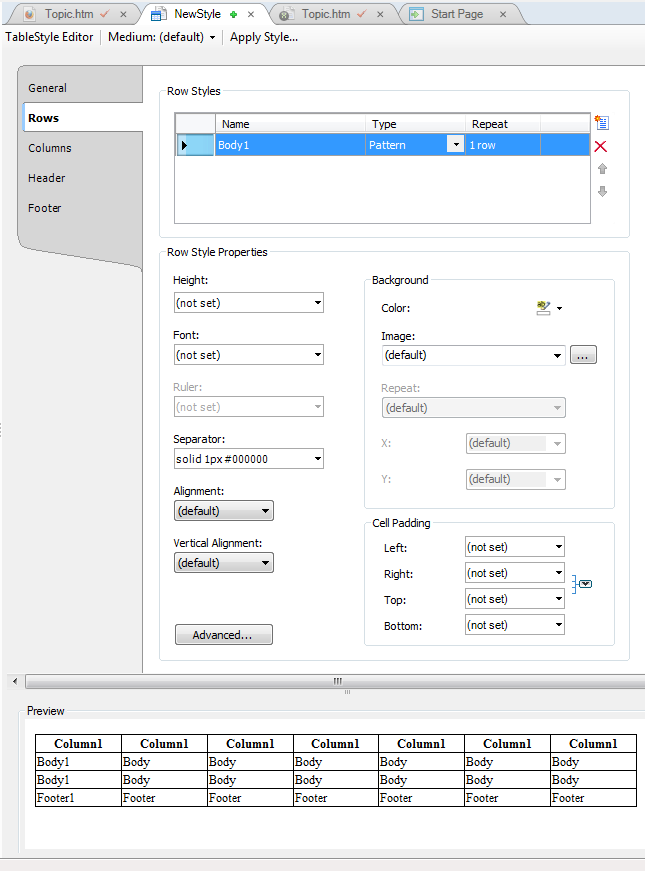 Topic.htm NewStyle Topic.htm Start Page
TableStyle Editor Medium: (default) Apply Style...
General
Rows
Columns
Header
Footer
Row Styles
Name Type Repeat
Body1 Pattern 1 row
Row Style Properties
Height:
(not set)
Font:
(not set)
Ruler:
(not set)
Separator:
solid 1px #000000
Alignment:
(default)
Vertical Alignment:
(default)
Advanced...
Background
Color:
Image:
(default) ...
Repeat:
(default)
X: (default)
Y: (default)
Cell Padding
Left: (not set)
Right: (not set)
Top: (not set)
Bottom: (not set)
Preview
Column1 Column1 Column1 Column1 Column1 Column1 Column1
Body1 Body Body Body Body Body Body
Body1 Body Body Body Body Body Body
Footer1 Footer Footer Footer Footer Footer Footer